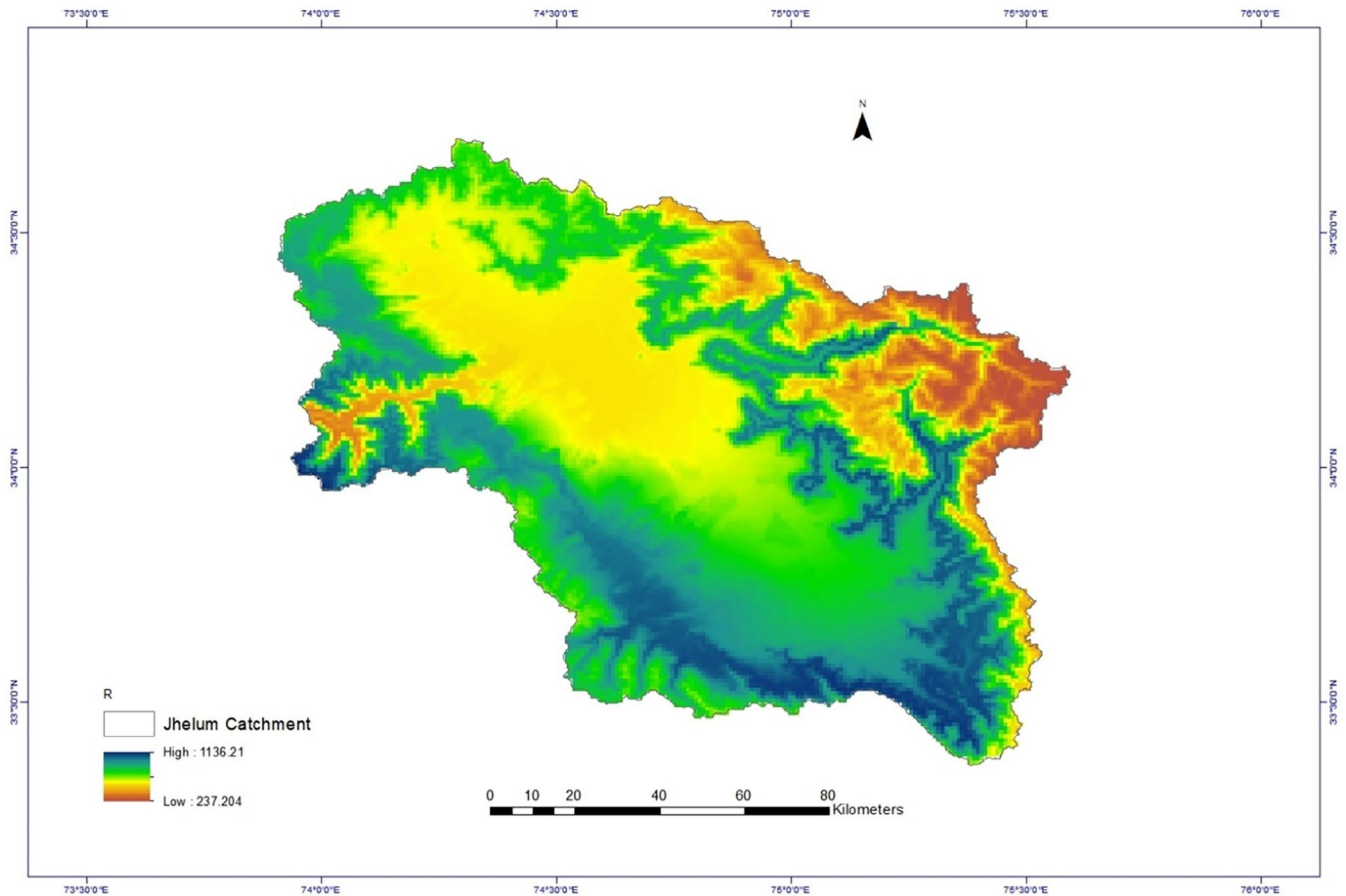 73°30'0"E 74°0'0"E 74°30'0"E 75°0'0"E 75°30'0"E 76°0'0"E
N
34°30'0"N 34°30'0"N
34°0'0"N 34°0'0"N
33°30'0"N 33°30'0"N
R
Jhelum Catchment
High : 1136.21
Low : 237.204
0 10 20 40 60 80
Kilometers
73°30'0"E 74°0'0"E 74°30'0"E 75°0'0"E 75°30'0"E 76°0'0"E